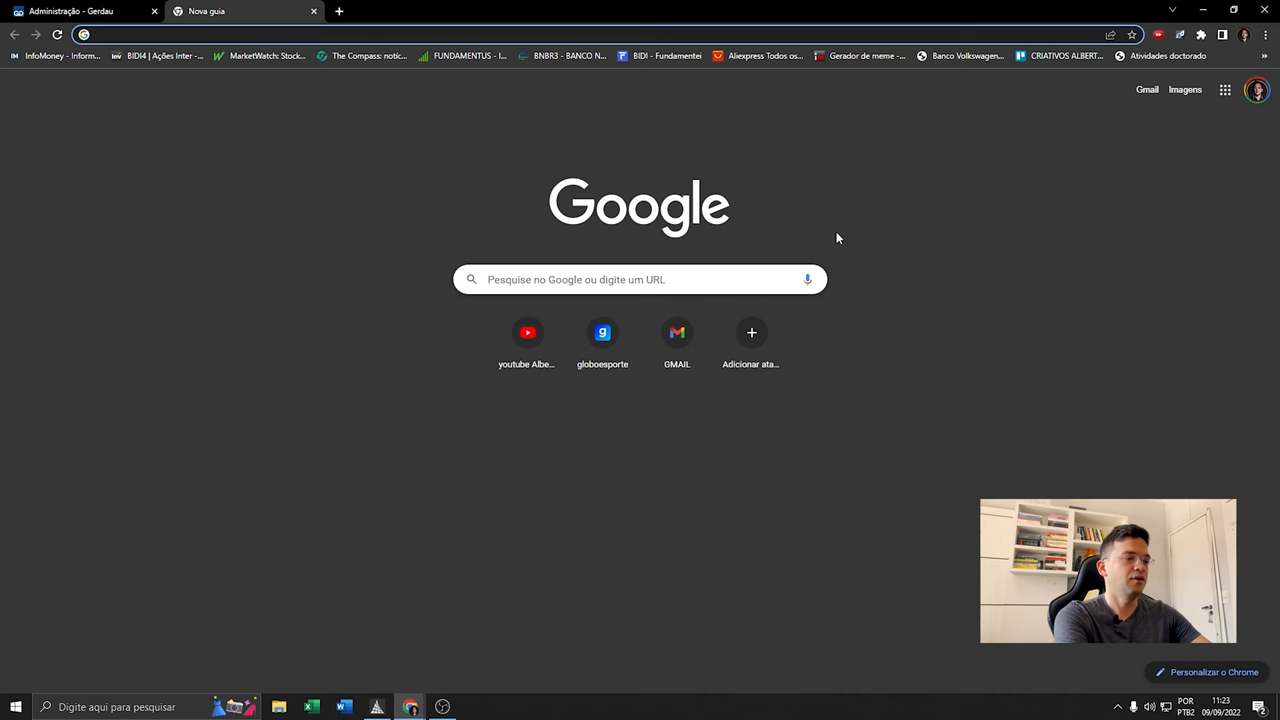 Administração - Gerdau
Nova guia
InfoMoney - Inform...
BIDI4 | Ações Inter -...
MarketWatch: Stock...
The Compass: notíc...
FUNDAMENTUS - I...
BNBR3 - BANCO N...
BIDI - Fundamentei
Aliexpress Todos os...
Gerador de meme -...
Banco Volkswagen...
CRIATIVOS ALBERT...
Atividades doctorado
Gmail Imagens
Google
Pesquise no Google ou digite um URL
youtube Albe...
globoesporte
GMAIL
Adicionar ata...
Personalizar o Chrome
Digite aqui para pesquisar
POR 11:23
PTB2 09/09/2022
2